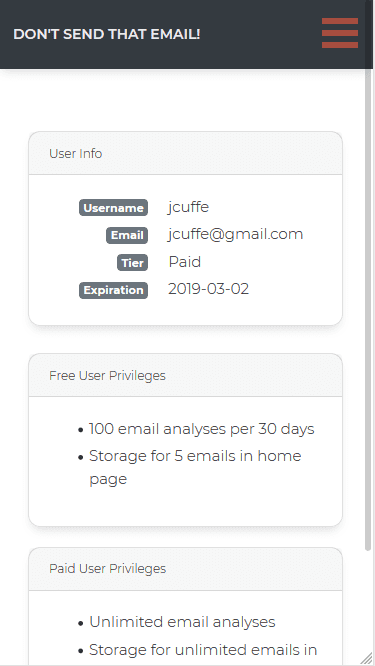 DON'T SEND THAT EMAIL!
User Info
Username jcuffe
Email jcuffe@gmail.com
Tier Paid
Expiration 2019-03-02
Free User Privileges
• 100 email analyses per 30 days
• Storage for 5 emails in home
page
Paid User Privileges
• Unlimited email analyses
• Storage for unlimited emails in